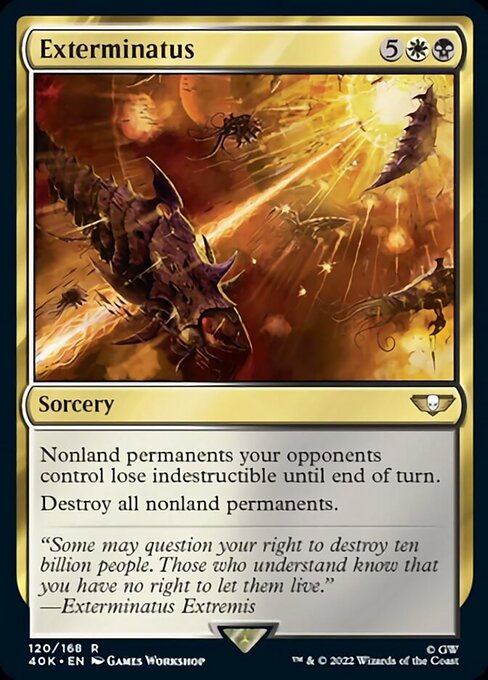 Exterminatus 5
Sorcery
Nonland permanents your opponents
control lose indestructible until end of turn.
Destroy all nonland permanents.
“Some may question your right to destroy ten
billion people. Those who understand know that
you have no right to let them live.”
—Exterminatus Extremis
120/168 R
40K • EN Games Workshop
© GW
™ & © 2022 Wizards of the Coast